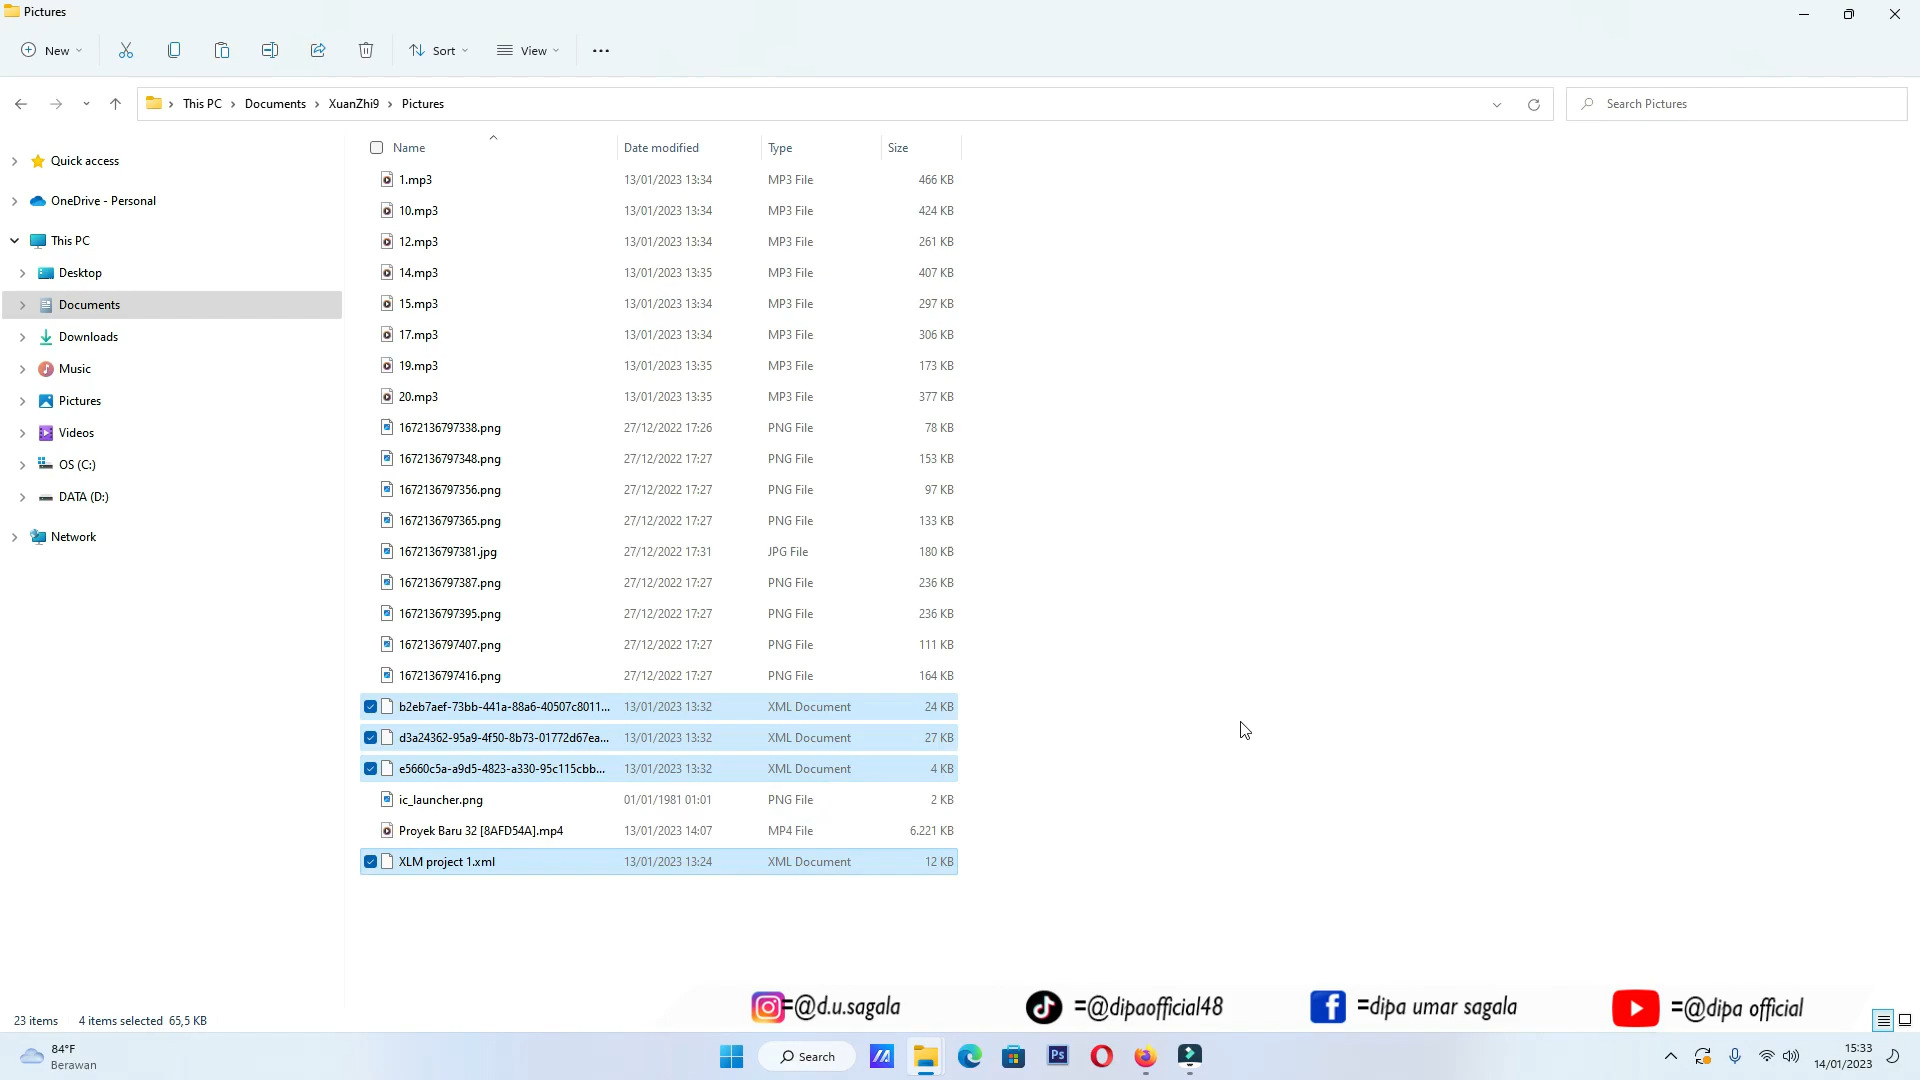 Pictures
New
Sort
View
This PC
Documents
XuanZhi9
Pictures
Search Pictures
Quick access
OneDrive - Personal
This PC
Desktop
Documents
Downloads
Music
Pictures
Videos
OS (C:)
DATA (D:)
Network
Name Date modified Type Size
1.mp3 13/01/2023 13:34 MP3 File 466 KB
10.mp3 13/01/2023 13:34 MP3 File 424 KB
12.mp3 13/01/2023 13:34 MP3 File 261 KB
14.mp3 13/01/2023 13:35 MP3 File 407 KB
15.mp3 13/01/2023 13:34 MP3 File 297 KB
17.mp3 13/01/2023 13:34 MP3 File 306 KB
19.mp3 13/01/2023 13:35 MP3 File 173 KB
20.mp3 13/01/2023 13:35 MP3 File 377 KB
1672136797338.png 27/12/2022 17:26 PNG File 78 KB
1672136797348.png 27/12/2022 17:27 PNG File 153 KB
1672136797356.png 27/12/2022 17:27 PNG File 97 KB
1672136797365.png 27/12/2022 17:27 PNG File 133 KB
1672136797381.jpg 27/12/2022 17:31 JPG File 180 KB
1672136797387.png 27/12/2022 17:27 PNG File 236 KB
1672136797395.png 27/12/2022 17:27 PNG File 236 KB
1672136797407.png 27/12/2022 17:27 PNG File 111 KB
1672136797416.png 27/12/2022 17:27 PNG File 164 KB
b2eb7aef-73bb-441a-88a6-40507c8011... 13/01/2023 13:32 XML Document 24 KB
d3a24362-95a9-4f50-8b73-01772d67ea... 13/01/2023 13:32 XML Document 27 KB
e5660c5a-a9d5-4823-a330-95c115cbb... 13/01/2023 13:32 XML Document 4 KB
ic_launcher.png 01/01/1981 01:01 PNG File 2 KB
Proyek Baru 32 [8AFD54A].mp4 13/01/2023 14:07 MP4 File 6.221 KB
XLM project 1.xml 13/01/2023 13:24 XML Document 12 KB
=@d.u.sagala
=@dipaofficial48
=dipa umar sagala
=@dipa official
23 items 4 items selected 65,5 KB
84°F
Berawan
Search
Ps
15:33
14/01/2023